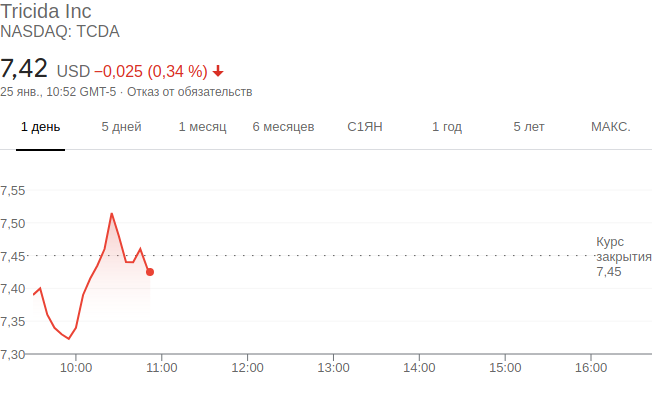 Tricida Inc
NASDAQ: TCDA
7,42 USD −0,025 (0,34 %)
25 янв., 10:52 GMT-5 · Отказ от обязательств
1 день 5 дней 1 месяц 6 месяцев С1ЯН 1 год 5 лет МАКС.
7,55
7,50
7,45
7,40
7,35
7,30
Курс
закрытия
7,45
10:00 11:00 12:00 13:00 14:00 15:00 16:00